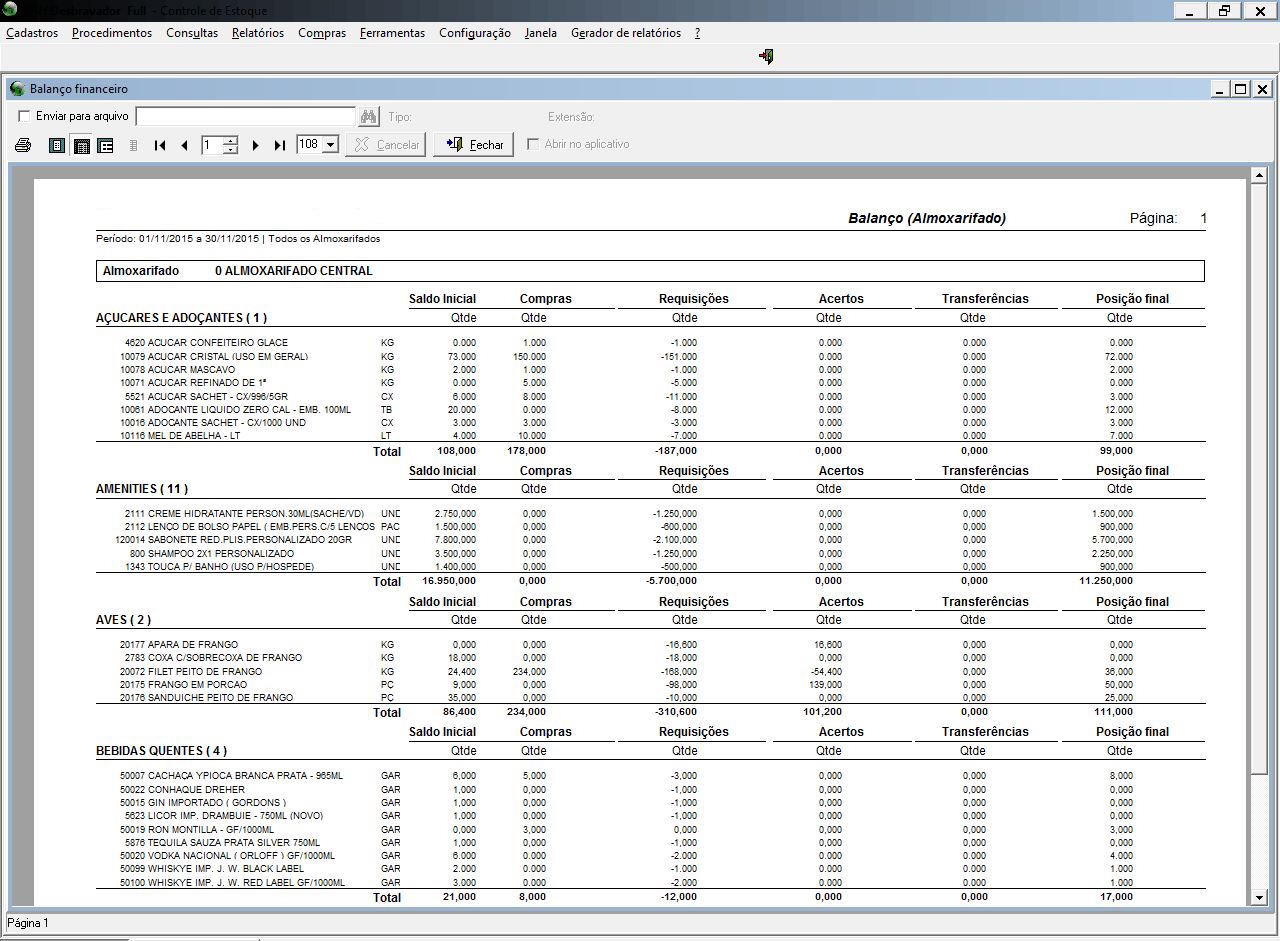 Full - Controle de Estoque
Cadastros Procedimentos Consultas Relatórios Compras Ferramentas Configuração Janela Gerador de relatórios ?
Balanço financeiro
Enviar para arquivo Tipo: Extensão:
1 108 Cancelar Fechar Abrir no aplicativo
Balanço (Almoxarifado) Página: 1
Período: 01/11/2015 a 30/11/2015 | Todos os Almoxarifados
Almoxarifado 0 ALMOXARIFADO CENTRAL
Saldo Inicial Compras Requisições Acertos Transferências Posição final
AÇUCARES E ADOÇANTES ( 1 ) Qtde Qtde Qtde Qtde Qtde Qtde
4620 ACUCAR CONFEITEIRO GLACE KG 0.000 1.000 -1.000 0.000 0.000 0.000
10079 ACUCAR CRISTAL (USO EM GERAL) KG 73.000 150.000 -151.000 0.000 0.000 72.000
10078 ACUCAR MASCAVO KG 2.000 1.000 -1.000 0.000 0.000 2.000
10071 ACUCAR REFINADO DE 1ª KG 0.000 5.000 -5.000 0.000 0.000 0.000
5521 ACUCAR SACHET - CX/996/5GR CX 6.000 8.000 -11.000 0.000 0.000 3.000
10061 ADOCANTE LIQUIDO ZERO CAL - EMB. 100ML TB 20.000 0.000 -8.000 0.000 0.000 12.000
10016 ADOCANTE SACHET - CX/1000 UND CX 3.000 3.000 -3.000 0.000 0.000 3.000
10116 MEL DE ABELHA - LT LT 4.000 10.000 -7.000 0.000 0.000 7.000
Total 108,000 178,000 -187,000 0,000 0,000 99,000
Saldo Inicial Compras Requisições Acertos Transferências Posição final
AMENITIES ( 11 ) Qtde Qtde Qtde Qtde Qtde Qtde
2111 CREME HIDRATANTE PERSON.30ML(SACHE/VD) UND 2.750,000 0,000 -1.250,000 0,000 0,000 1.500,000
2112 LENÇO DE BOLSO PAPEL ( EMB.PERS.C/5 LENÇOS PAC 1.500,000 0,000 -600,000 0,000 0,000 900,000
120014 SABONETE RED.PLIS.PERSONALIZADO 20GR UND 7.800,000 0,000 -2.100,000 0,000 0,000 5.700,000
800 SHAMPOO 2X1 PERSONALIZADO UND 3.500,000 0,000 -1.250,000 0,000 0,000 2.250,000
1343 TOUCA P/ BANHO (USO P/HOSPEDE) UND 1.400,000 0,000 -500,000 0,000 0,000 900,000
Total 16.950,000 0,000 -5.700,000 0,000 0,000 11.250,000
Saldo Inicial Compras Requisições Acertos Transferências Posição final
AVES ( 2 ) Qtde Qtde Qtde Qtde Qtde Qtde
20177 APARA DE FRANGO KG 0,000 0,000 -16,600 16,600 0,000 0,000
2783 COXA C/SOBRECOXA DE FRANGO KG 18,000 0,000 -18,000 0,000 0,000 0,000
20072 FILET PEITO DE FRANGO KG 24,400 234,000 -168,000 -54,400 0,000 36,000
20175 FRANGO EM PORCAO PC 9,000 0,000 -98,000 139,000 0,000 50,000
20176 SANDUICHE PEITO DE FRANGO PC 35,000 0,000 -10,000 0,000 0,000 25,000
Total 86,400 234,000 -310,600 101,200 0,000 111,000
Saldo Inicial Compras Requisições Acertos Transferências Posição final
BEBIDAS QUENTES ( 4 ) Qtde Qtde Qtde Qtde Qtde Qtde
50007 CACHAÇA YPIOCA BRANCA PRATA - 965ML GAR 6,000 5,000 -3,000 0,000 0,000 8,000
50022 CONHAQUE DREHER GAR 1,000 0,000 -1,000 0,000 0,000 0,000
50015 GIN IMPORTADO ( GORDONS ) GAR 1,000 0,000 -1,000 0,000 0,000 0,000
5623 LICOR IMP. DRAMBUIE - 750ML (NOVO) GAR 1,000 0,000 -1,000 0,000 0,000 0,000
50019 RON MONTILLA - GF/1000ML GAR 0,000 3,000 0,000 0,000 0,000 3,000
5876 TEQUILA SAUZA PRATA SILVER 750ML GAR 1,000 0,000 -1,000 0,000 0,000 0,000
50020 VODKA NACIONAL ( ORLOFF ) GF/1000ML GAR 6.000 0.000 -2.000 0.000 0.000 4.000
50099 WHISKYE IMP. J. W. BLACK LABEL GAR 2.000 0.000 -1.000 0.000 0.000 1.000
50100 WHISKYE IMP. J. W. RED LABEL GF/1000ML GAR 3.000 0.000 -2.000 0.000 0.000 1.000
Total 21,000 8,000 -12,000 0,000 0,000 17,000
Página 1